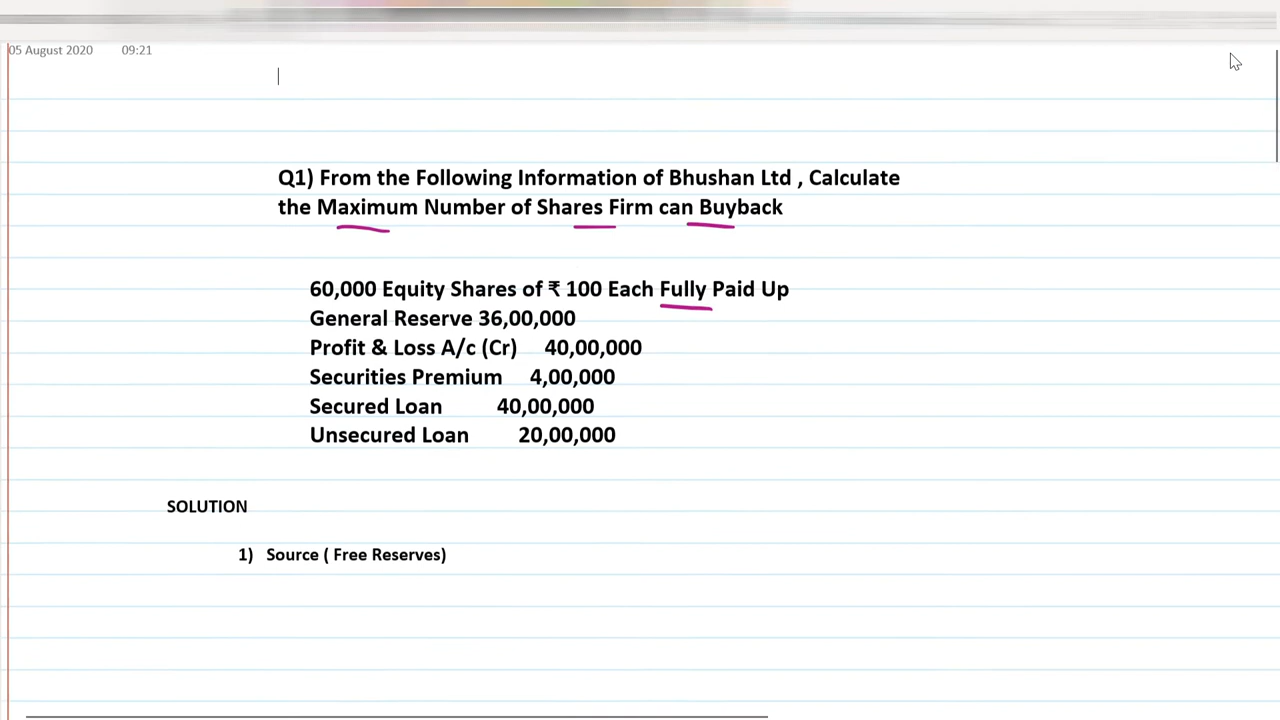 05 August 2020 09:21
Q1) From the Following Information of Bhushan Ltd , Calculate
the Maximum Number of Shares Firm can Buyback
60,000 Equity Shares of ₹ 100 Each Fully Paid Up
General Reserve 36,00,000
Profit & Loss A/c (Cr) 40,00,000
Securities Premium 4,00,000
Secured Loan 40,00,000
Unsecured Loan 20,00,000
SOLUTION
1) Source ( Free Reserves)